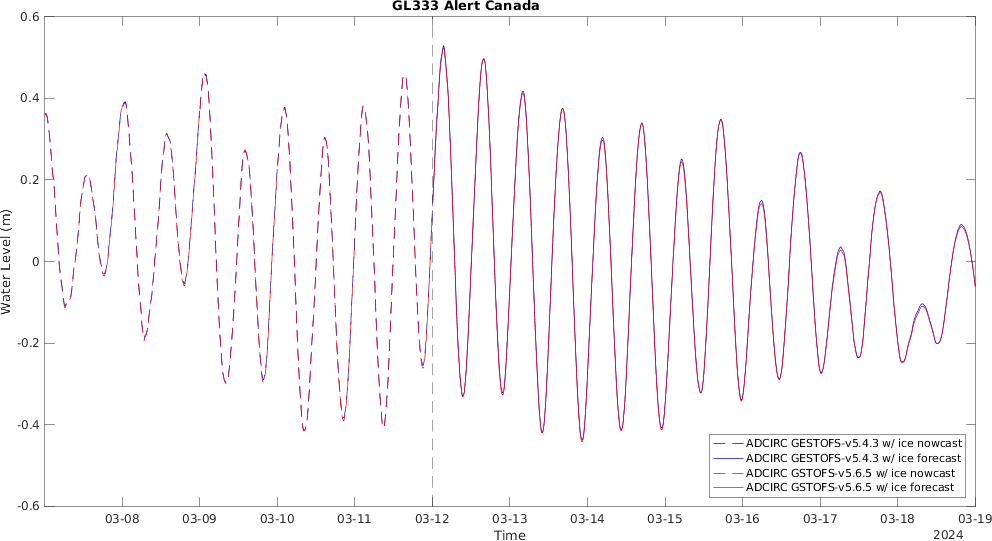 GL333 Alert Canada
0.6
0.4
0.2
0
-0.2
-0.4
-0.6
Water Level (m)
ADCIRC GESTOFS-v5.4.3 w/ ice nowcast
ADCIRC GESTOFS-v5.4.3 w/ ice forecast
ADCIRC GSTOFS-v5.6.5 w/ ice nowcast
ADCIRC GSTOFS-v5.6.5 w/ ice forecast
03-08 03-09 03-10 03-11 03-12 03-13 03-14 03-15 03-16 03-17 03-18 03-19
Time
2024